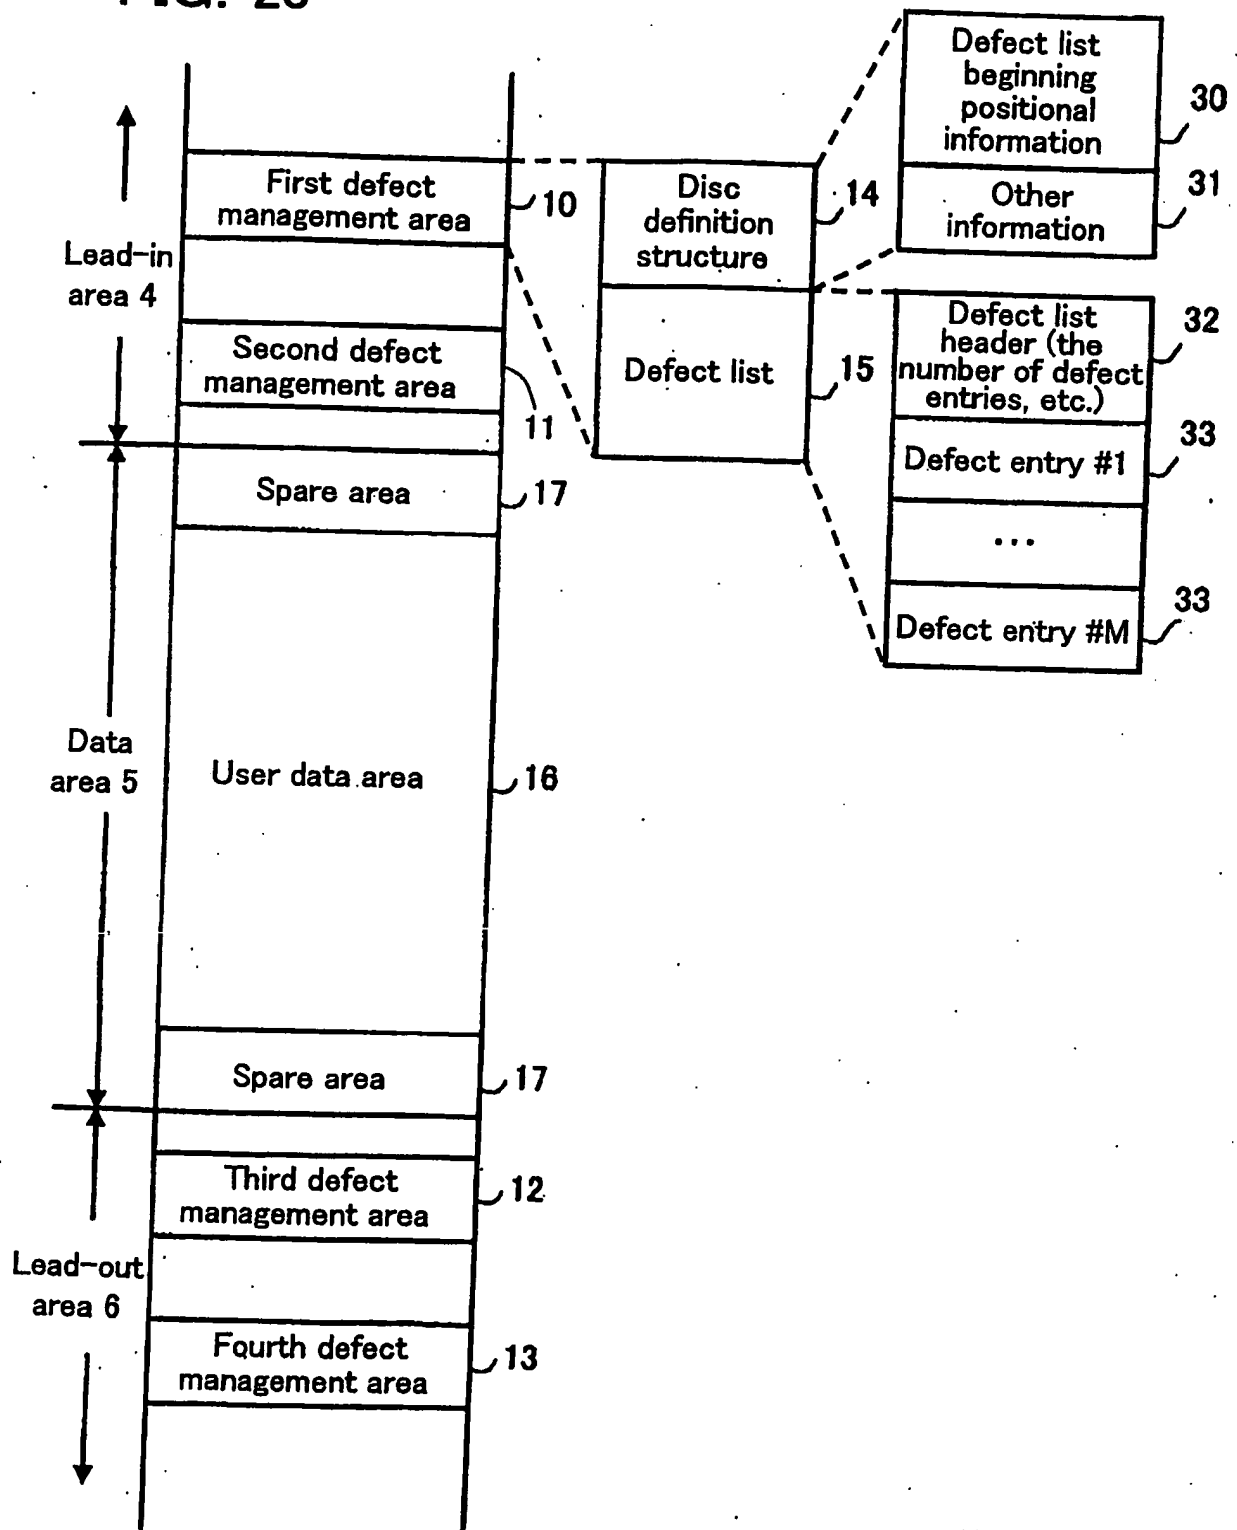 Defect list
beginning
positional
information
30
Other
information
31
First defect
management area
10
Disc
definition
structure
14
Lead-in
area 4
Second defect
management area
11
Defect list
15
Defect list
header (the
number of defect
entries, etc.)
32
Defect entry #1
33
...
Defect entry #M
33
Spare area
17
Data
area 5
User data area
16
Spare area
17
Third defect
management area
12
Lead-out
area 6
Fourth defect
management area
13